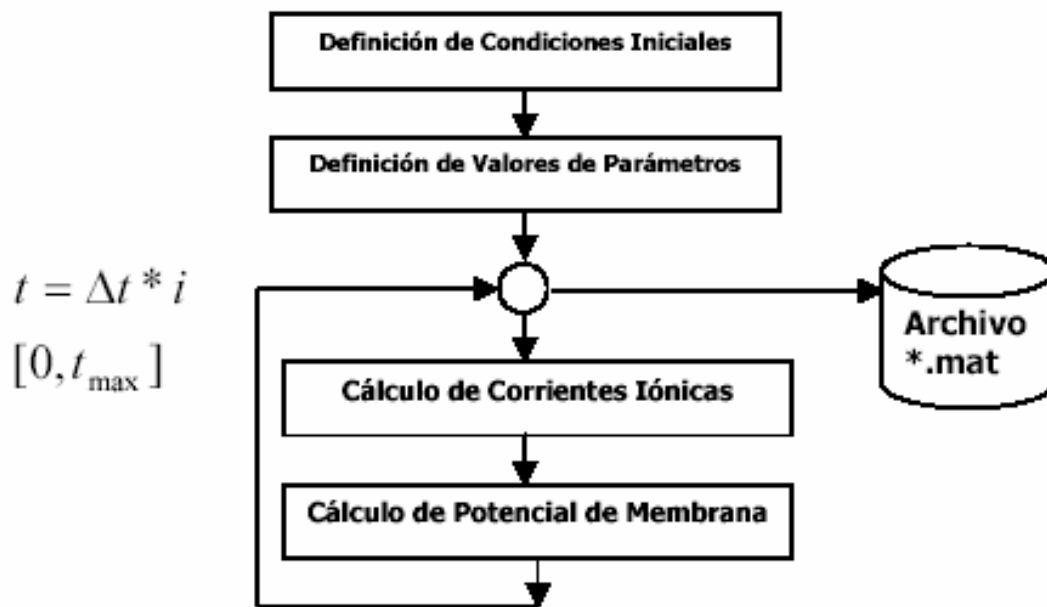 Definición de Condiciones Iniciales
Definición de Valores de Parámetros
t = Δt * i
[0, t_max]
Archivo
*.mat
Cálculo de Corrientes Iónicas
Cálculo de Potencial de Membrana